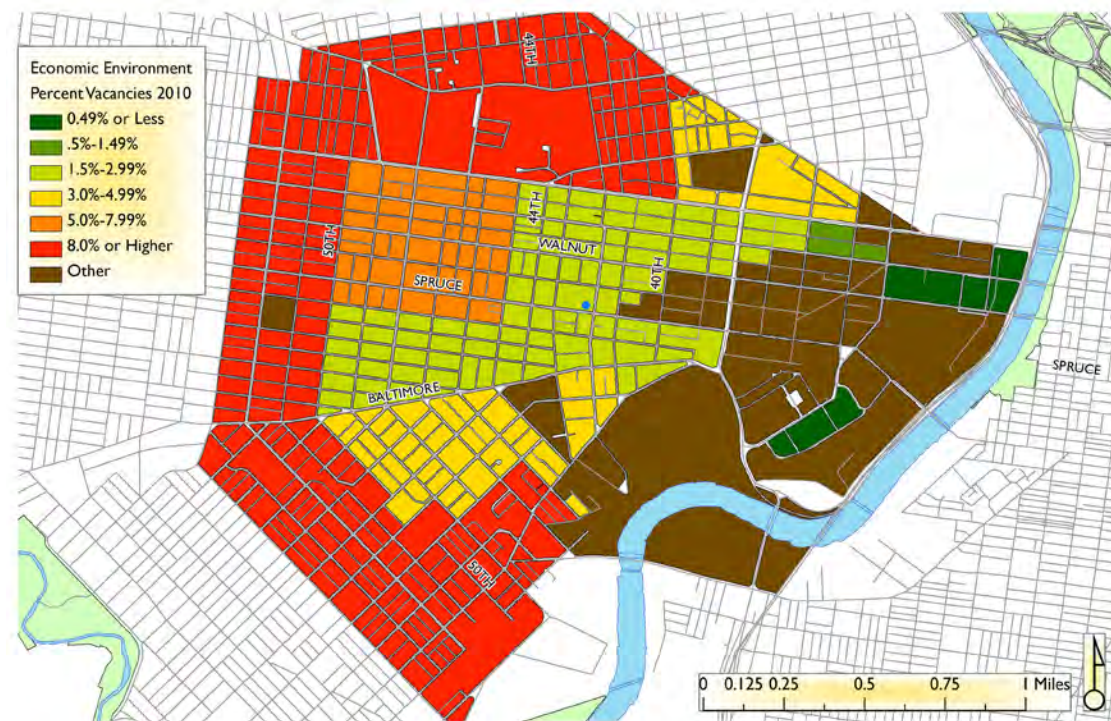 Economic Environment
Percent Vacancies 2010
0.49% or Less
.5%-1.49%
1.5%-2.99%
3.0%-4.99%
5.0%-7.99%
8.0% or Higher
Other
44TH
44TH
WALNUT
50TH
40TH
SPRUCE
SPRUCE
BALTIMORE
50TH
0 0.125 0.25 0.5 0.75 1 Miles